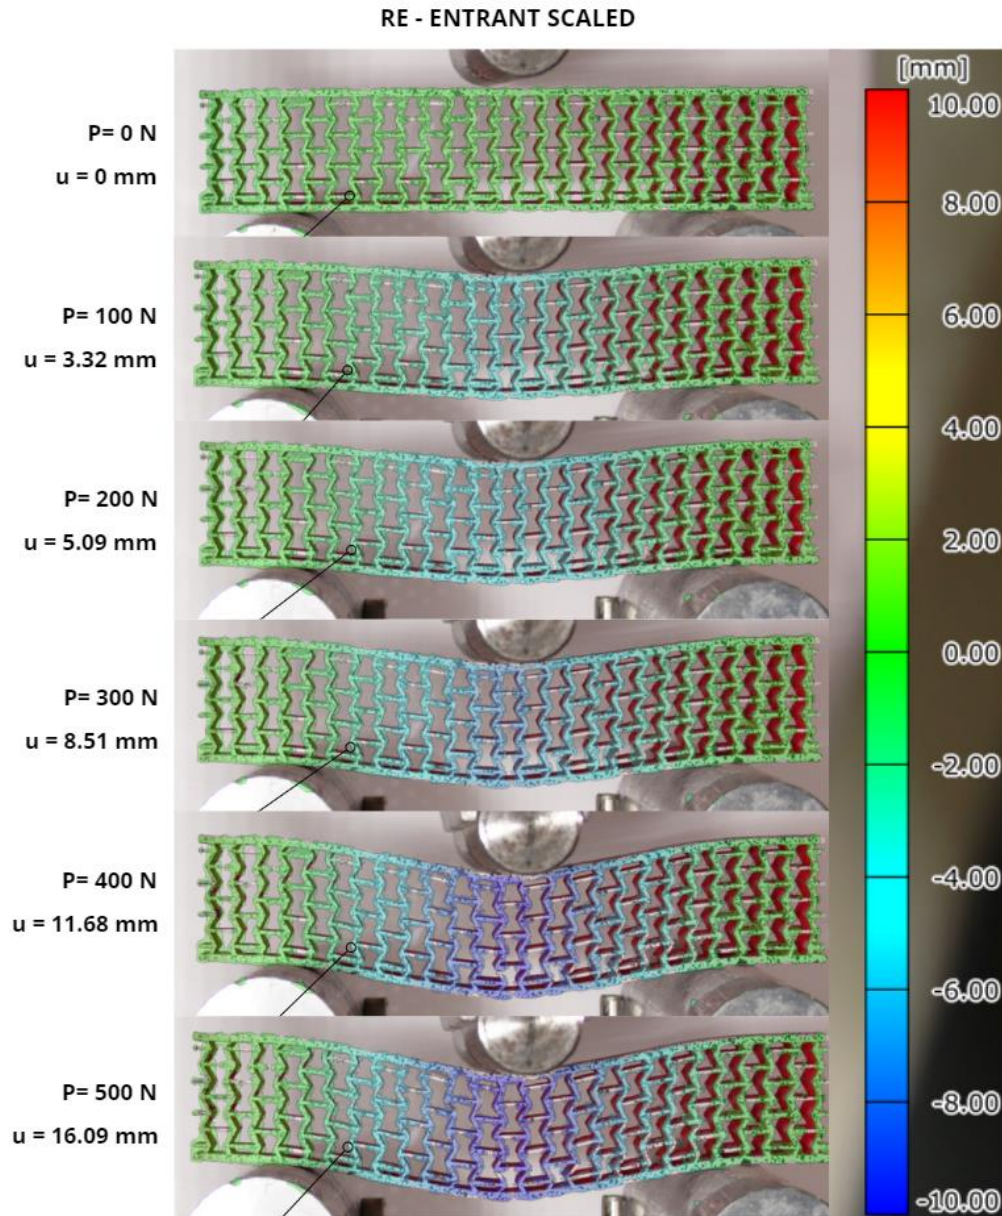 RE - ENTRANT SCALED
P= 0 N
u = 0 mm
P= 100 N
u = 3.32 mm
P= 200 N
u = 5.09 mm
P= 300 N
u = 8.51 mm
P= 400 N
u = 11.68 mm
P= 500 N
u = 16.09 mm
[mm]
10.00
8.00
6.00
4.00
2.00
0.00
-2.00
-4.00
-6.00
-8.00
-10.00